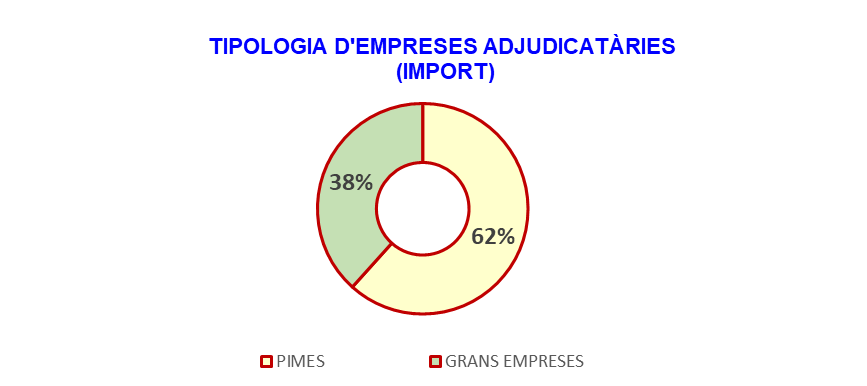 TIPOLOGIA D'EMPRESES ADJUDICATÀRIES
(IMPORT)
38%
62%
PIMES
GRANS EMPRESES